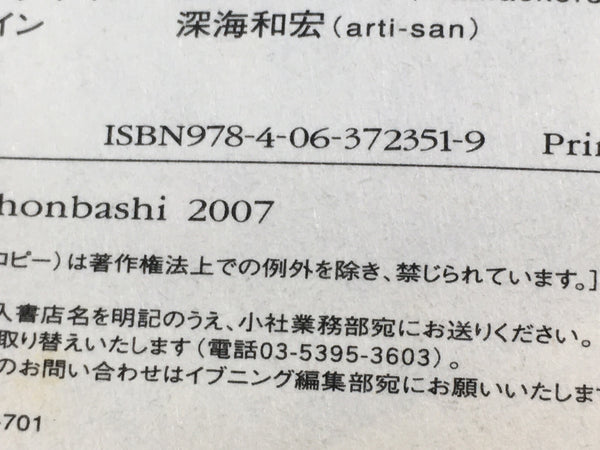 イン 深海和宏(arti-san)
ISBN978-4-06-372351-9 Prin
honbashi 2007
コピー)は著作権法上での例外を除き、禁じられています。]
入書店名を明記のうえ、小社業務部宛にお送りください。
取り替えいたします(電話03-5395-3603)。
のお問い合わせはイブニング編集部宛にお願いいたします
-701